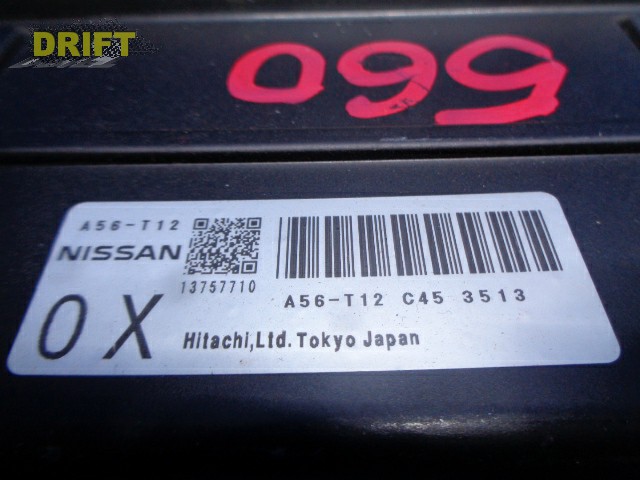 DRIFT
099
A56-T12
NISSAN
13757710
A56-T12 C45 3513
0X
Hitachi,Ltd. Tokyo Japan